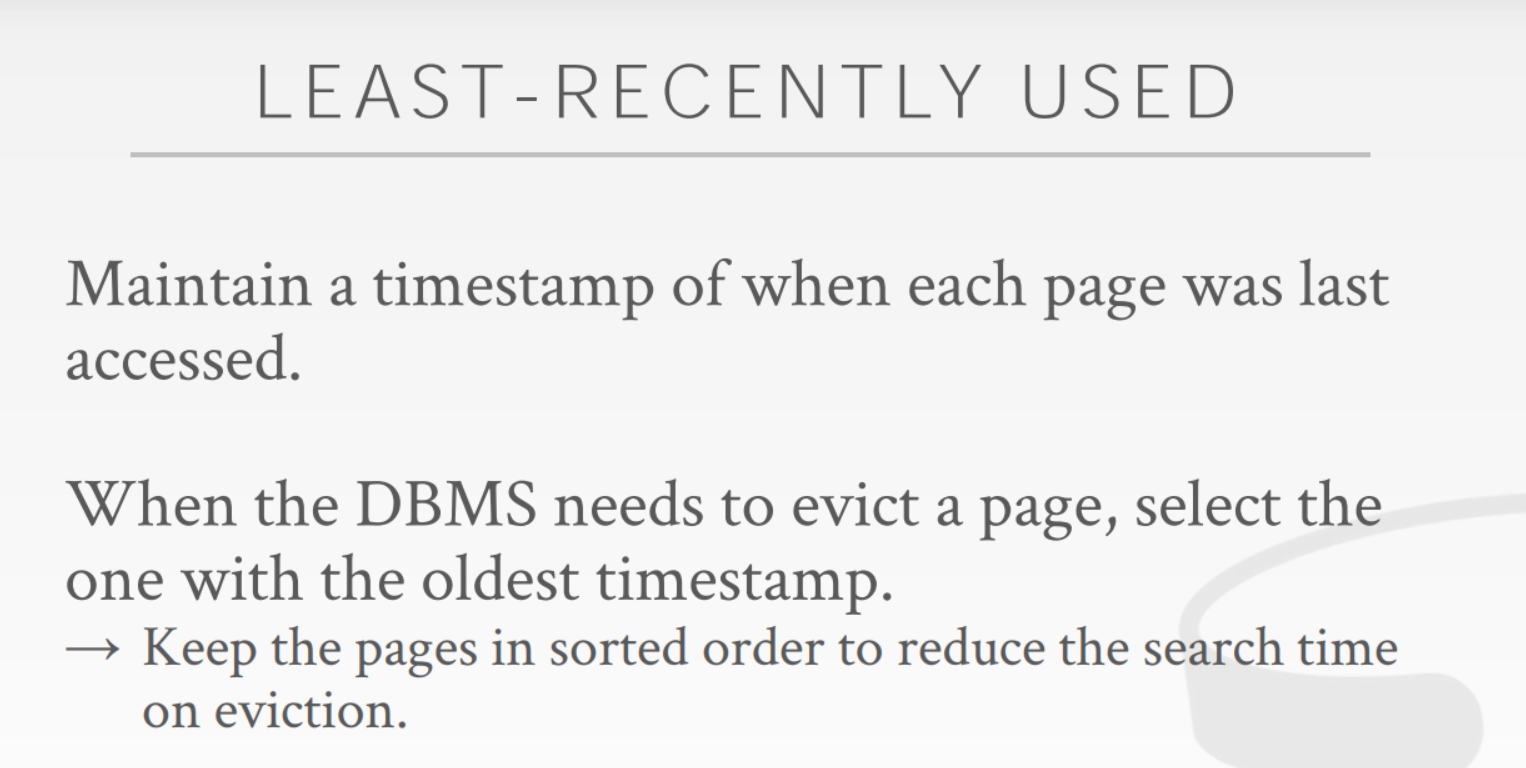 LEAST-RECENTLY USED
Maintain a timestamp of when each page was last
accessed.
When the DBMS needs to evict a page, select the
one with the oldest timestamp.
→ Keep the pages in sorted order to reduce the search time
on eviction.